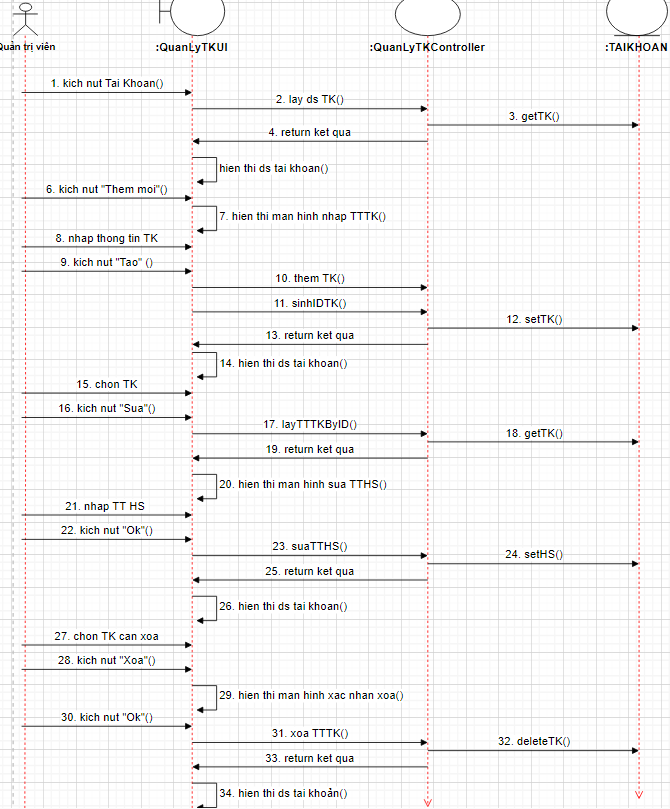 Quản trị viên
:QuanLyTKUI
:QuanLyTKController
:TAIKHOAN
1. kich nut Tai Khoan()
2. lay ds TK()
3. getTK()
4. return ket qua
hien thi ds tai khoan()
6. kich nut "Them moi"()
7. hien thi man hinh nhap TTTK()
8. nhap thong tin TK
9. kich nut "Tao" ()
10. them TK()
11. sinhIDTK()
12. setTK()
13. return ket qua
14. hien thi ds tai khoan()
15. chon TK
16. kich nut "Sua"()
17. layTTTKByID()
18. getTK()
19. return ket qua
20. hien thi man hinh sua TTHS()
21. nhap TT HS
22. kich nut "Ok"()
23. suaTTHS()
24. setHS()
25. return ket qua
26. hien thi ds tai khoan()
27. chon TK can xoa
28. kich nut "Xoa"()
29. hien thi man hinh xac nhan xoa()
30. kich nut "Ok"()
31. xoa TTTK()
32. deleteTK()
33. return ket qua
34. hien thi ds tai khoản()